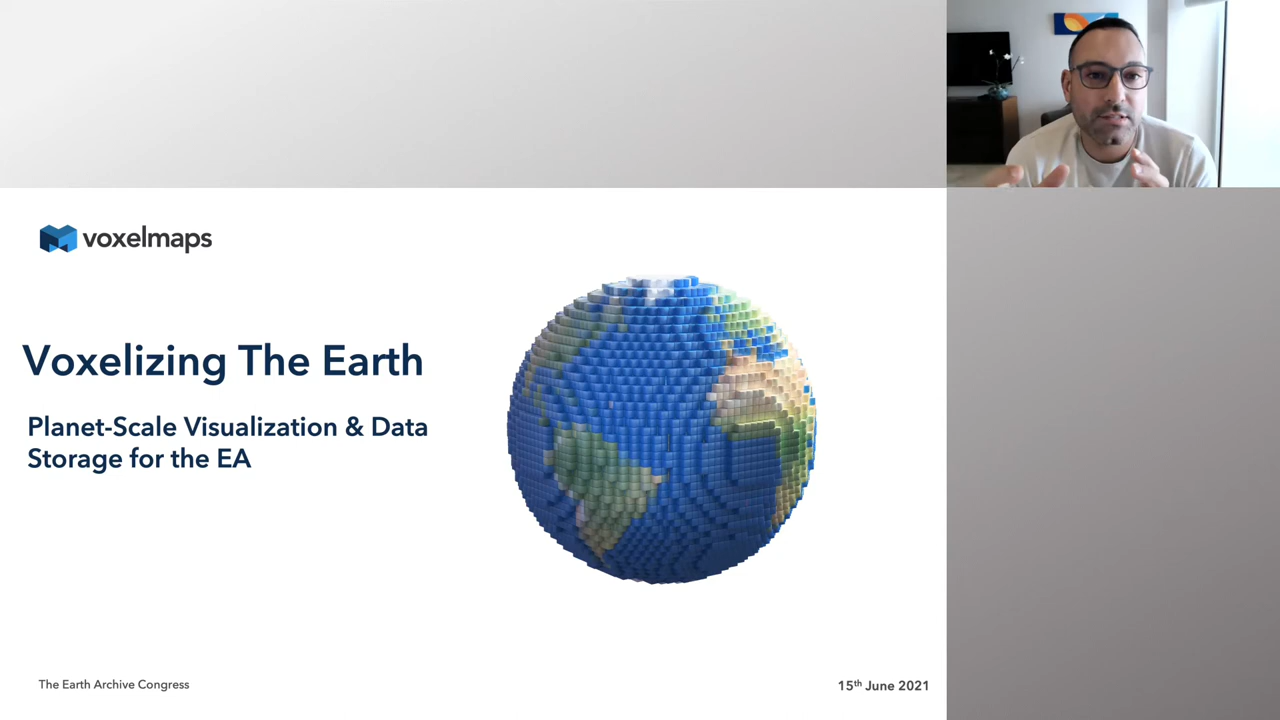 voxelmaps
Voxelizing The Earth
Planet-Scale Visualization & Data
Storage for the EA
The Earth Archive Congress
15th June 2021